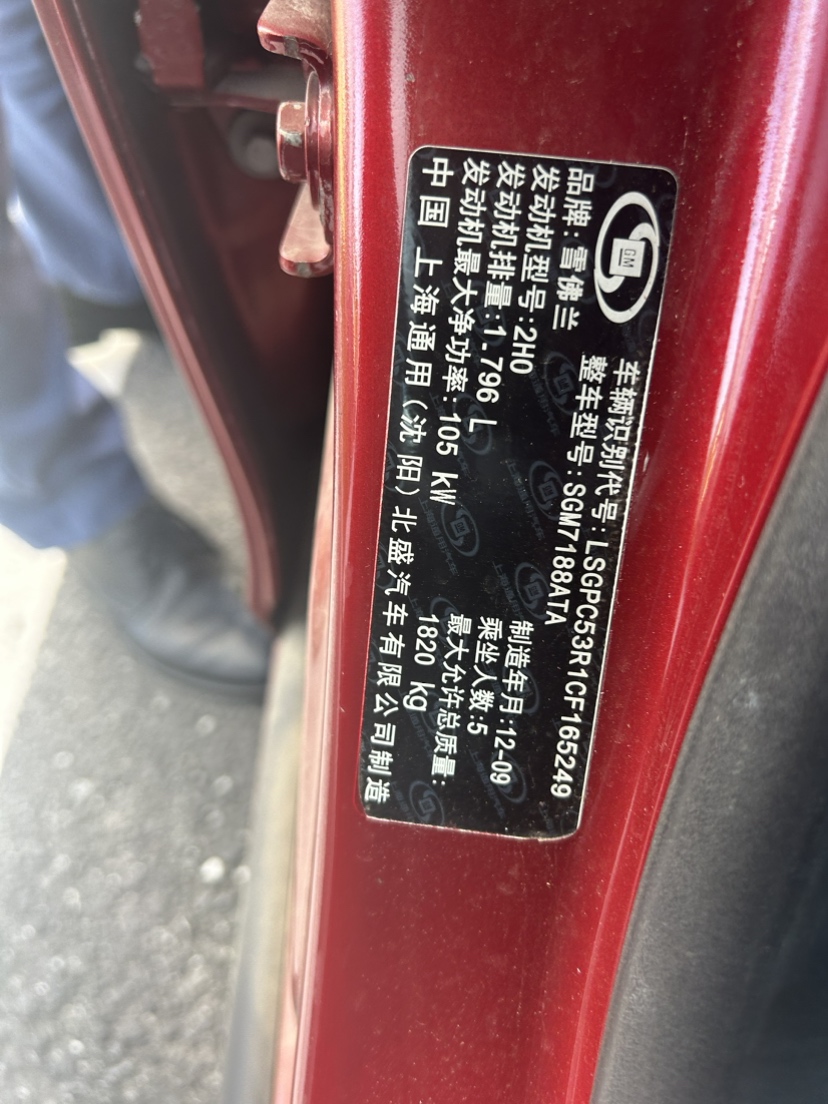 GM
车辆识别代号:LSGPC53R1CF165249
整车型号:SGM7188ATA
品牌:雪佛兰
发动机型号:2H0
制造年月:12-09
发动机排量:1.796 L
乘坐人数:5
发动机最大净功率:105 kW
最大允许总质量:
1820 kg
中国 上海通用(沈阳)北盛汽车有限公司制造